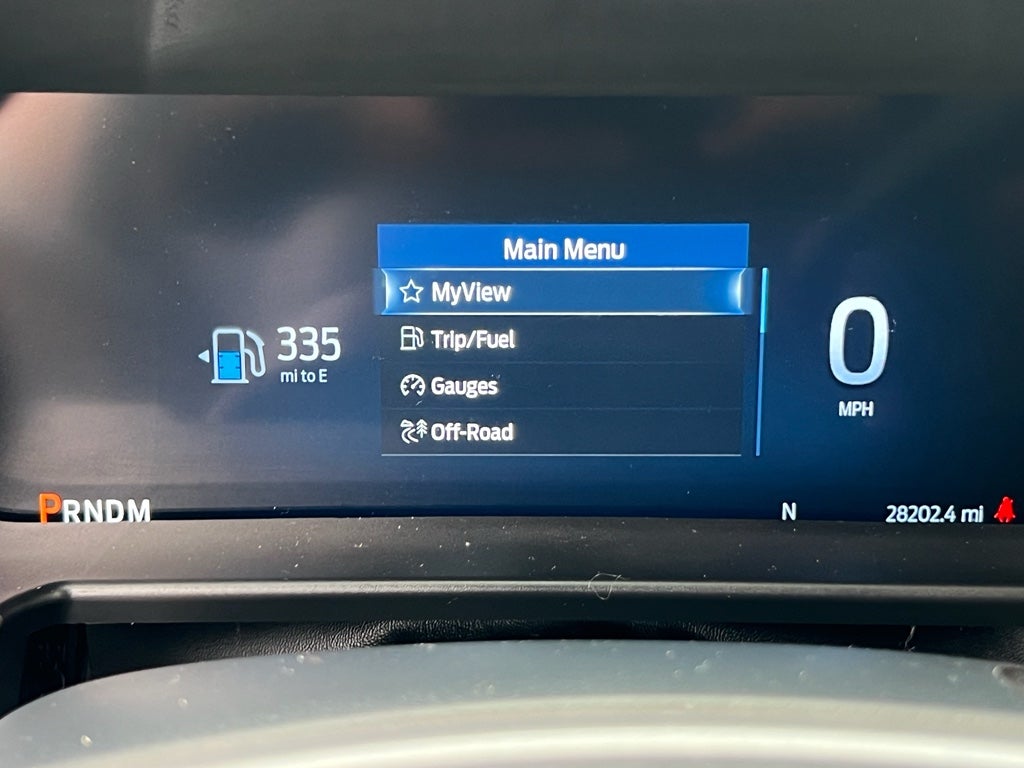 Main Menu
MyView
Trip/Fuel
Gauges
Off-Road
335
mi to E
0
MPH
PRNDM
N
28202.4 mi